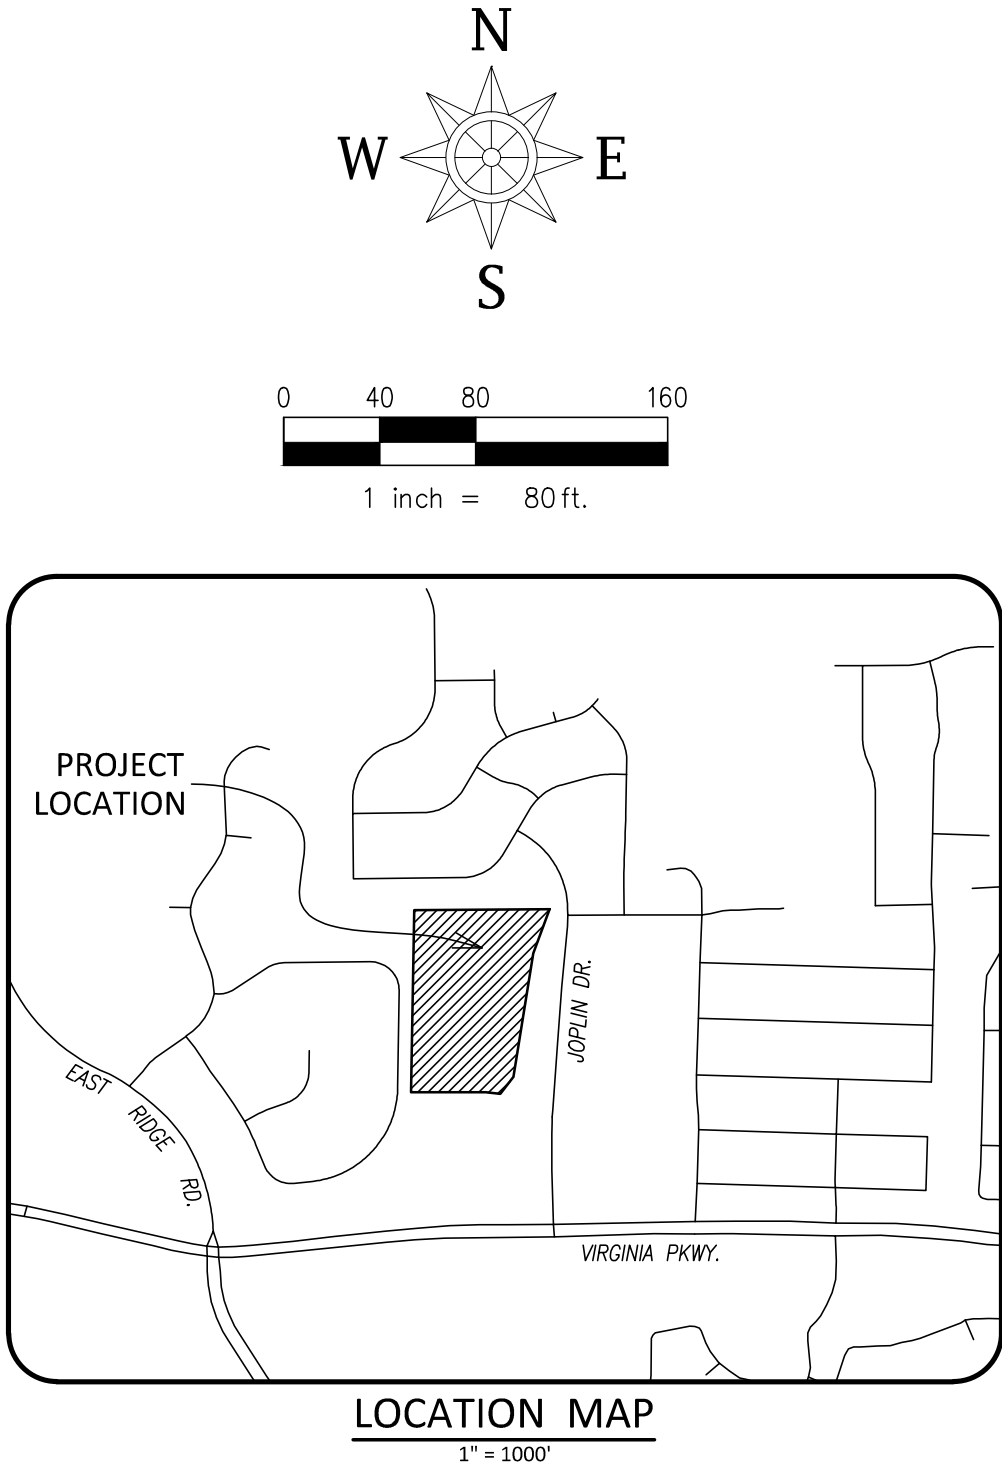 N
W E
S
0 40 80 160
1 inch = 80 ft.
PROJECT
LOCATION
JOPLIN DR.
EAST RIDGE RD.
VIRGINIA PKWY.
LOCATION MAP
1" = 1000'